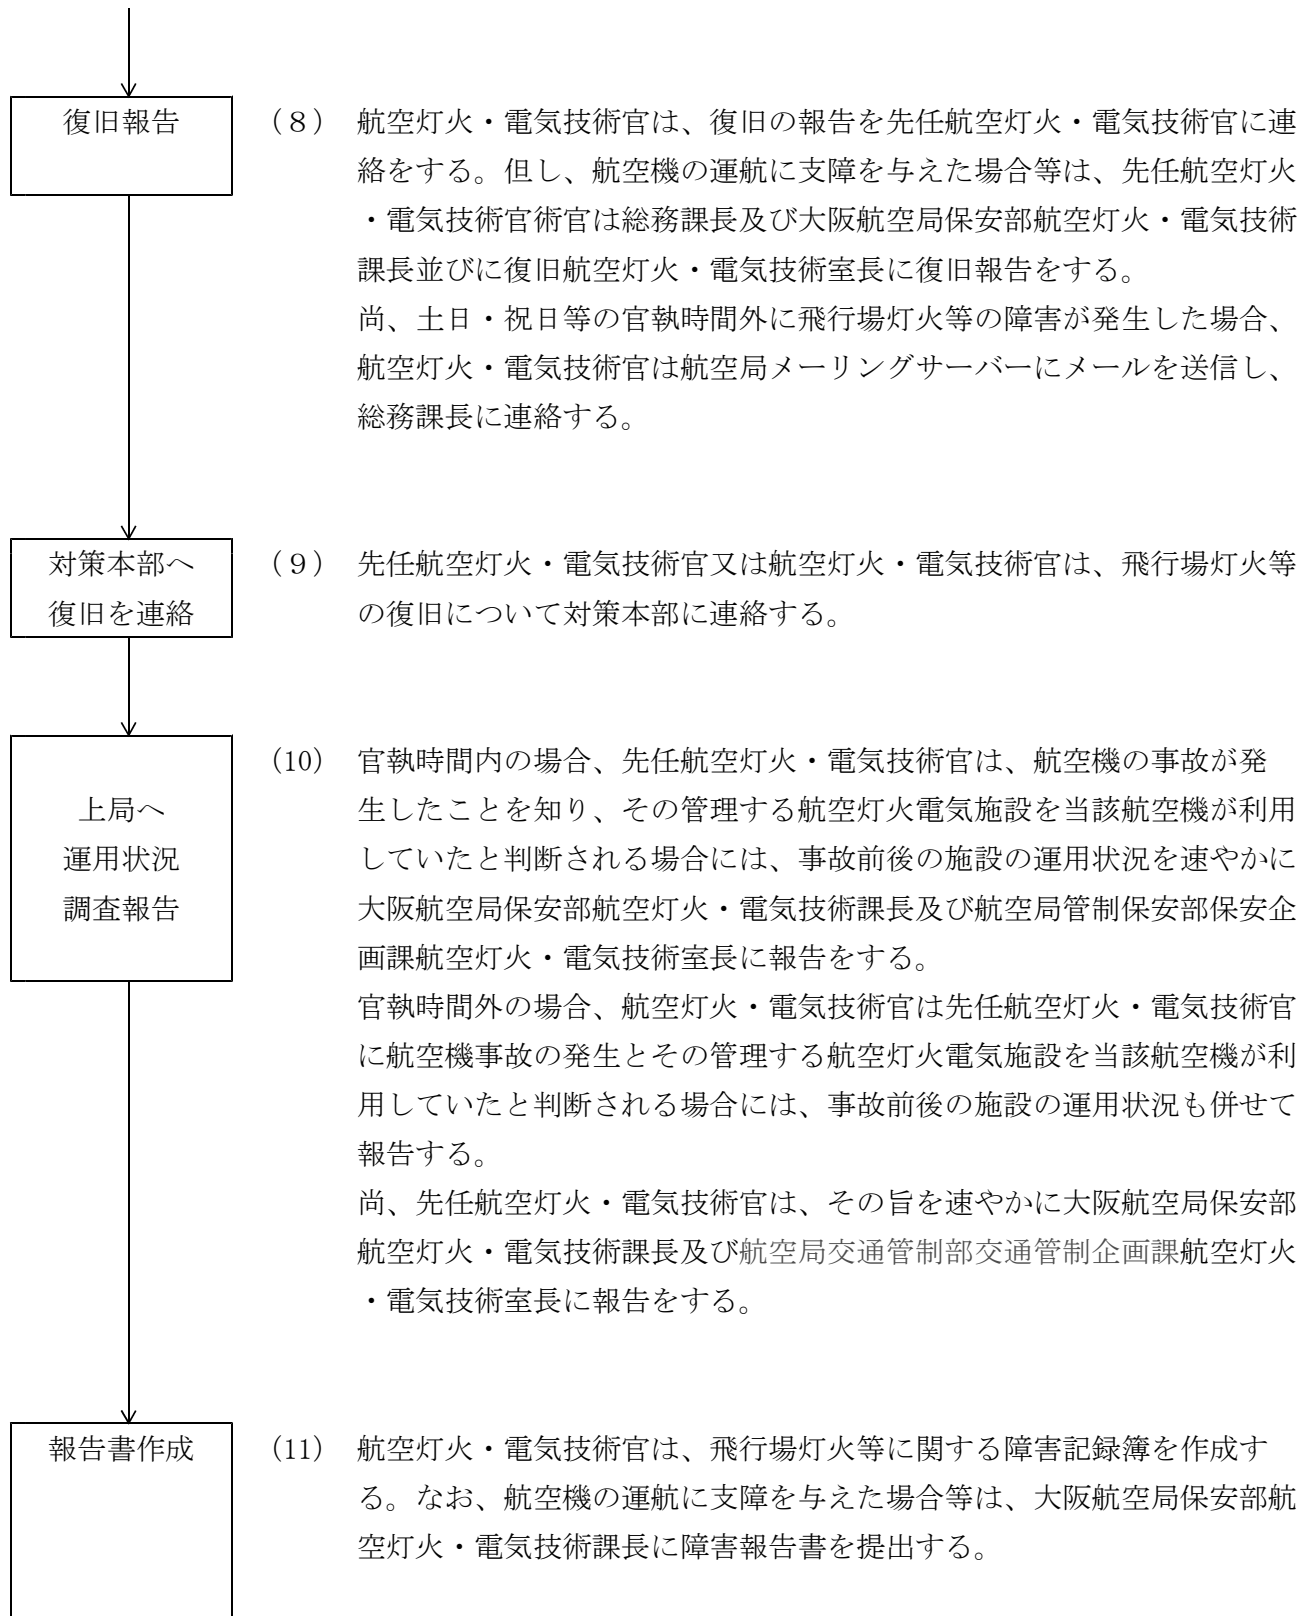 復旧報告
(８) 航空灯火・電気技術官は、復旧の報告を先任航空灯火・電気技術官に連
絡をする。但し、航空機の運航に支障を与えた場合等は、先任航空灯火
・電気技術官術官は総務課長及び大阪航空局保安部航空灯火・電気技術
課長並びに復旧航空灯火・電気技術室長に復旧報告をする。
尚、土日・祝日等の官執時間外に飛行場灯火等の障害が発生した場合、
航空灯火・電気技術官は航空局メーリングサーバーにメールを送信し、
総務課長に連絡する。
対策本部へ
復旧を連絡
(９) 先任航空灯火・電気技術官又は航空灯火・電気技術官は、飛行場灯火等
の復旧について対策本部に連絡する。
上局へ
運用状況
調査報告
(10) 官執時間内の場合、先任航空灯火・電気技術官は、航空機の事故が発
生したことを知り、その管理する航空灯火電気施設を当該航空機が利用
していたと判断される場合には、事故前後の施設の運用状況を速やかに
大阪航空局保安部航空灯火・電気技術課長及び航空局管制保安部保安企
画課航空灯火・電気技術室長に報告をする。
官執時間外の場合、航空灯火・電気技術官は先任航空灯火・電気技術官
に航空機事故の発生とその管理する航空灯火電気施設を当該航空機が利
用していたと判断される場合には、事故前後の施設の運用状況も併せて
報告する。
尚、先任航空灯火・電気技術官は、その旨を速やかに大阪航空局保安部
航空灯火・電気技術課長及び航空局交通管制部交通管制企画課航空灯火
・電気技術室長に報告をする。
報告書作成
(11) 航空灯火・電気技術官は、飛行場灯火等に関する障害記録簿を作成す
る。なお、航空機の運航に支障を与えた場合等は、大阪航空局保安部航
空灯火・電気技術課長に障害報告書を提出する。